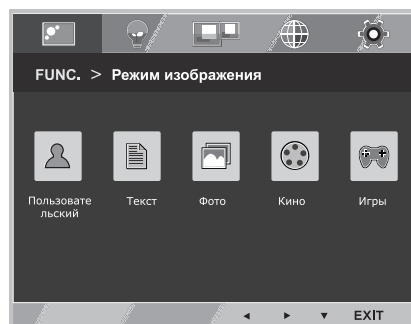 FUNC. > Режим изображения
Пользовате
льский
Текст
Фото
Кино
Игры
EXIT